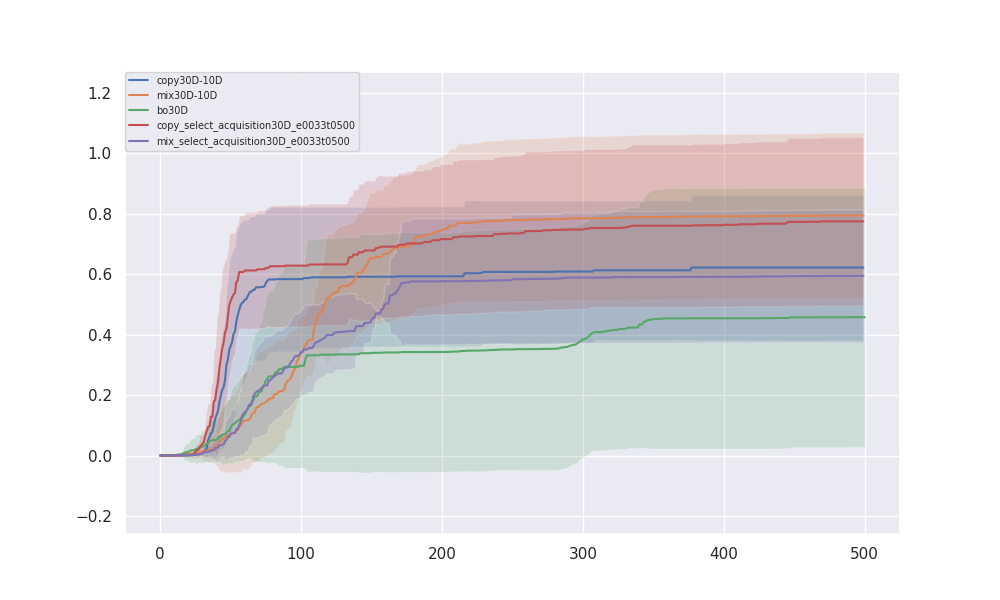 copy30D-10D
mix30D-10D
bo30D
copy_select_acquisition30D_e0033t0500
mix_select_acquisition30D_e0033t0500
1.2
1.0
0.8
0.6
0.4
0.2
0.0
−0.2
0 100 200 300 400 500